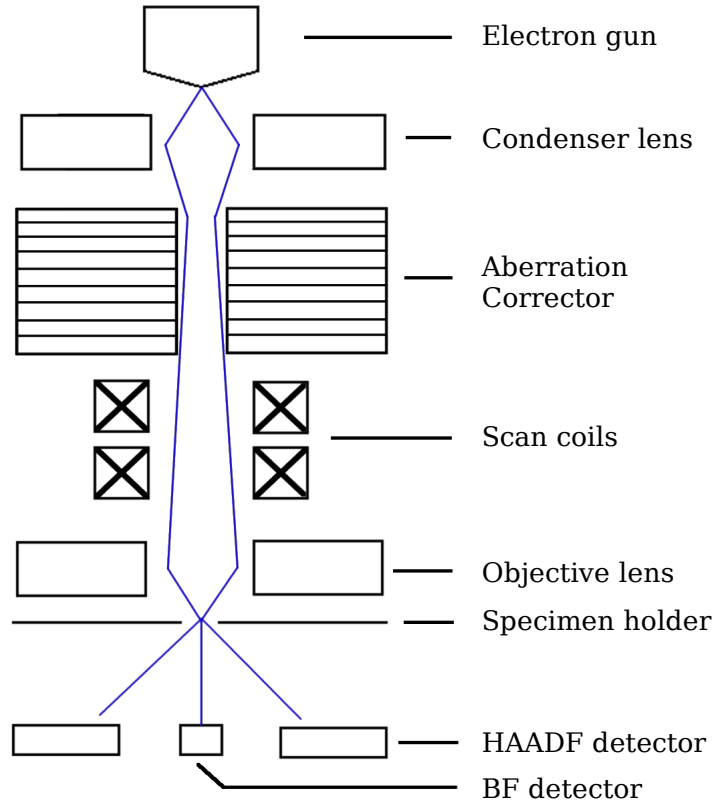 Electron gun
Condenser lens
Aberration
Corrector
Scan coils
Objective lens
Specimen holder
HAADF detector
BF detector